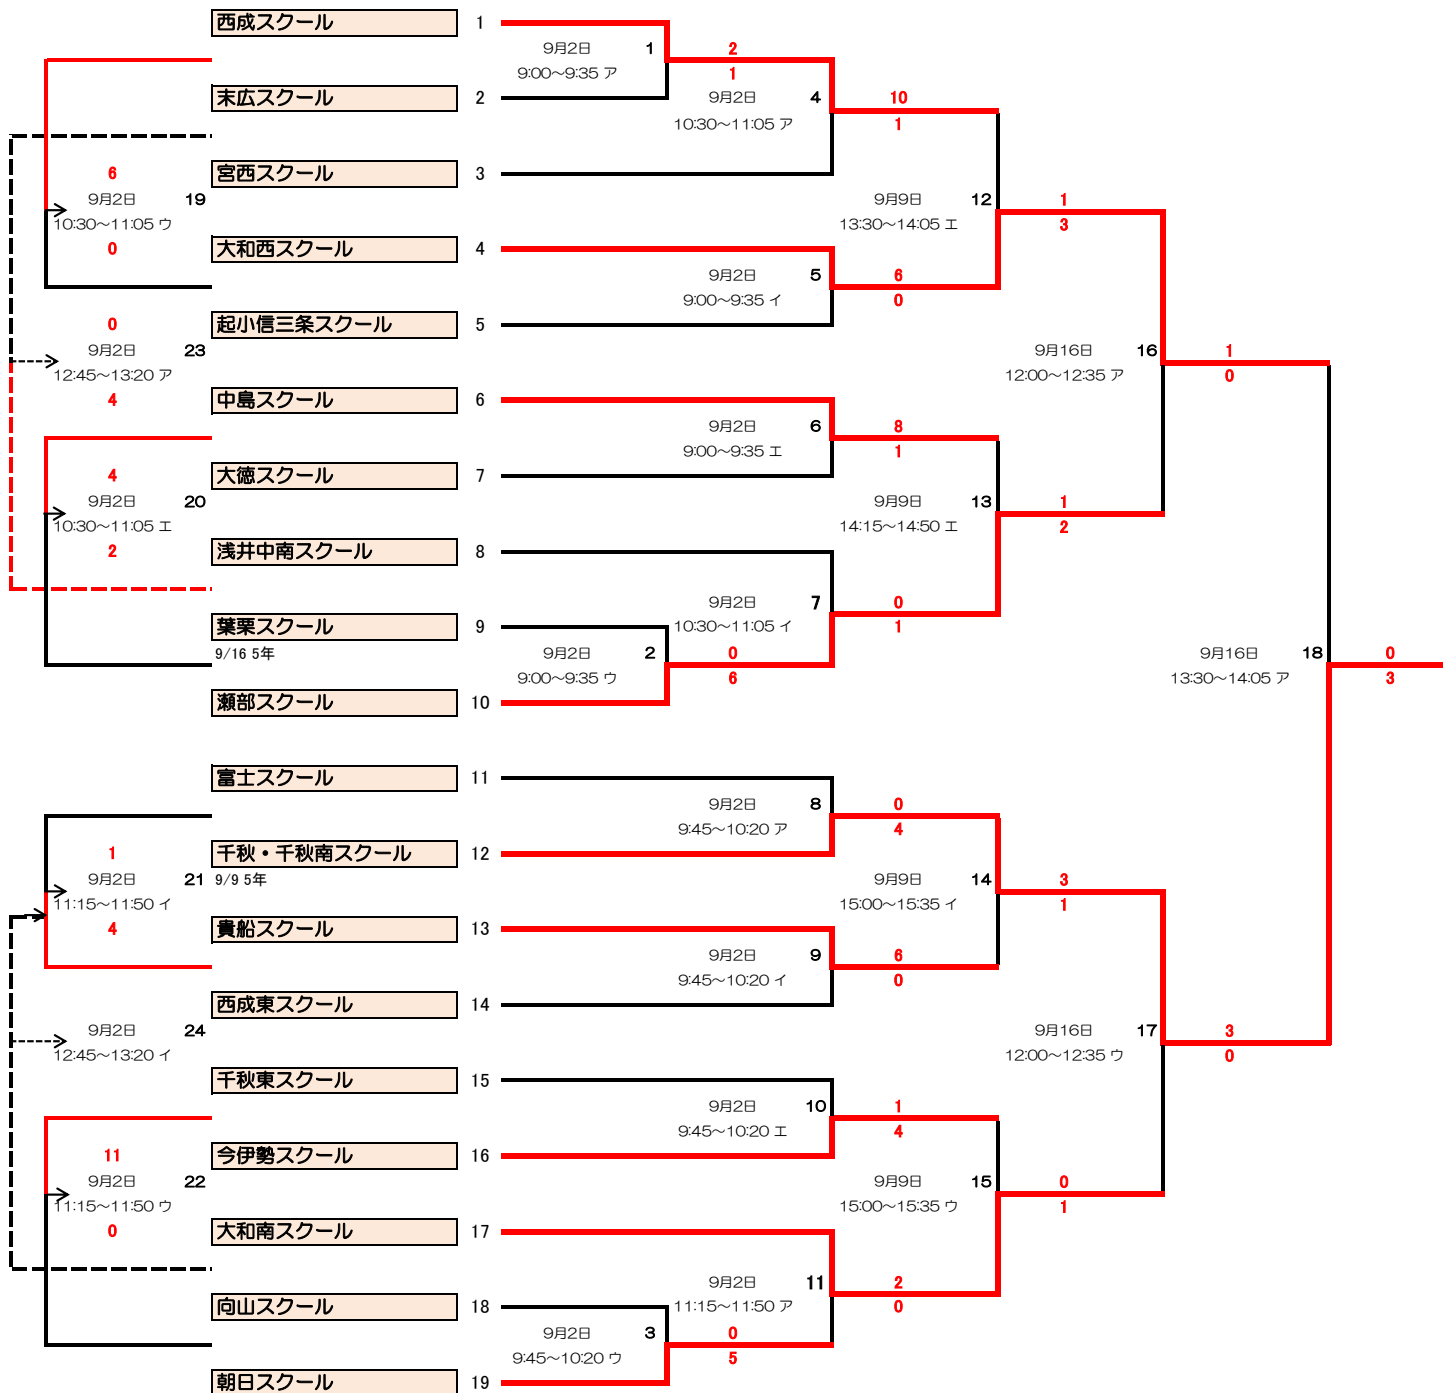 西成スクール 1
9月2日 1 2
9:00～9:35 ア 1
末広スクール 2
9月2日 4 10
10:30～11:05 ア 1
6
宮西スクール 3
9月2日 19
10:30～11:05 ウ
0
9月9日 12 1
13:30～14:05 エ 3
大和西スクール 4
9月2日 5 6
9:00～9:35 イ 0
0
起小信三条スクール 5
9月2日 23
12:45～13:20 ア
4
9月16日 16 1
12:00～12:35 ア 0
中島スクール 6
9月2日 6 8
9:00～9:35 エ 1
4
大徳スクール 7
9月2日 20
10:30～11:05 エ
2
9月9日 13 1
14:15～14:50 エ 2
浅井中南スクール 8
9月2日 7 0
10:30～11:05 イ 1
葉栗スクール 9
9/16 5年
9月2日 2 0
9:00～9:35 ウ 6
9月16日 18 0
13:30～14:05 ア 3
瀬部スクール 10
富士スクール 11
9月2日 8 0
9:45～10:20 ア 4
1
千秋・千秋南スクール 12
9月2日 21 9/9 5年
11:15～11:50 イ
4
9月9日 14 3
15:00～15:35 イ 1
貴船スクール 13
9月2日 9 6
9:45～10:20 イ 0
西成東スクール 14
9月2日 24
12:45～13:20 イ
9月16日 17 3
12:00～12:35 ウ 0
千秋東スクール 15
9月2日 10 1
9:45～10:20 エ 4
11
今伊勢スクール 16
9月2日 22
11:15～11:50 ウ
0
9月9日 15 0
15:00～15:35 ウ 1
大和南スクール 17
9月2日 11 2
11:15～11:50 ア 0
向山スクール 18
9月2日 3 0
9:45～10:20 ウ 5
朝日スクール 19